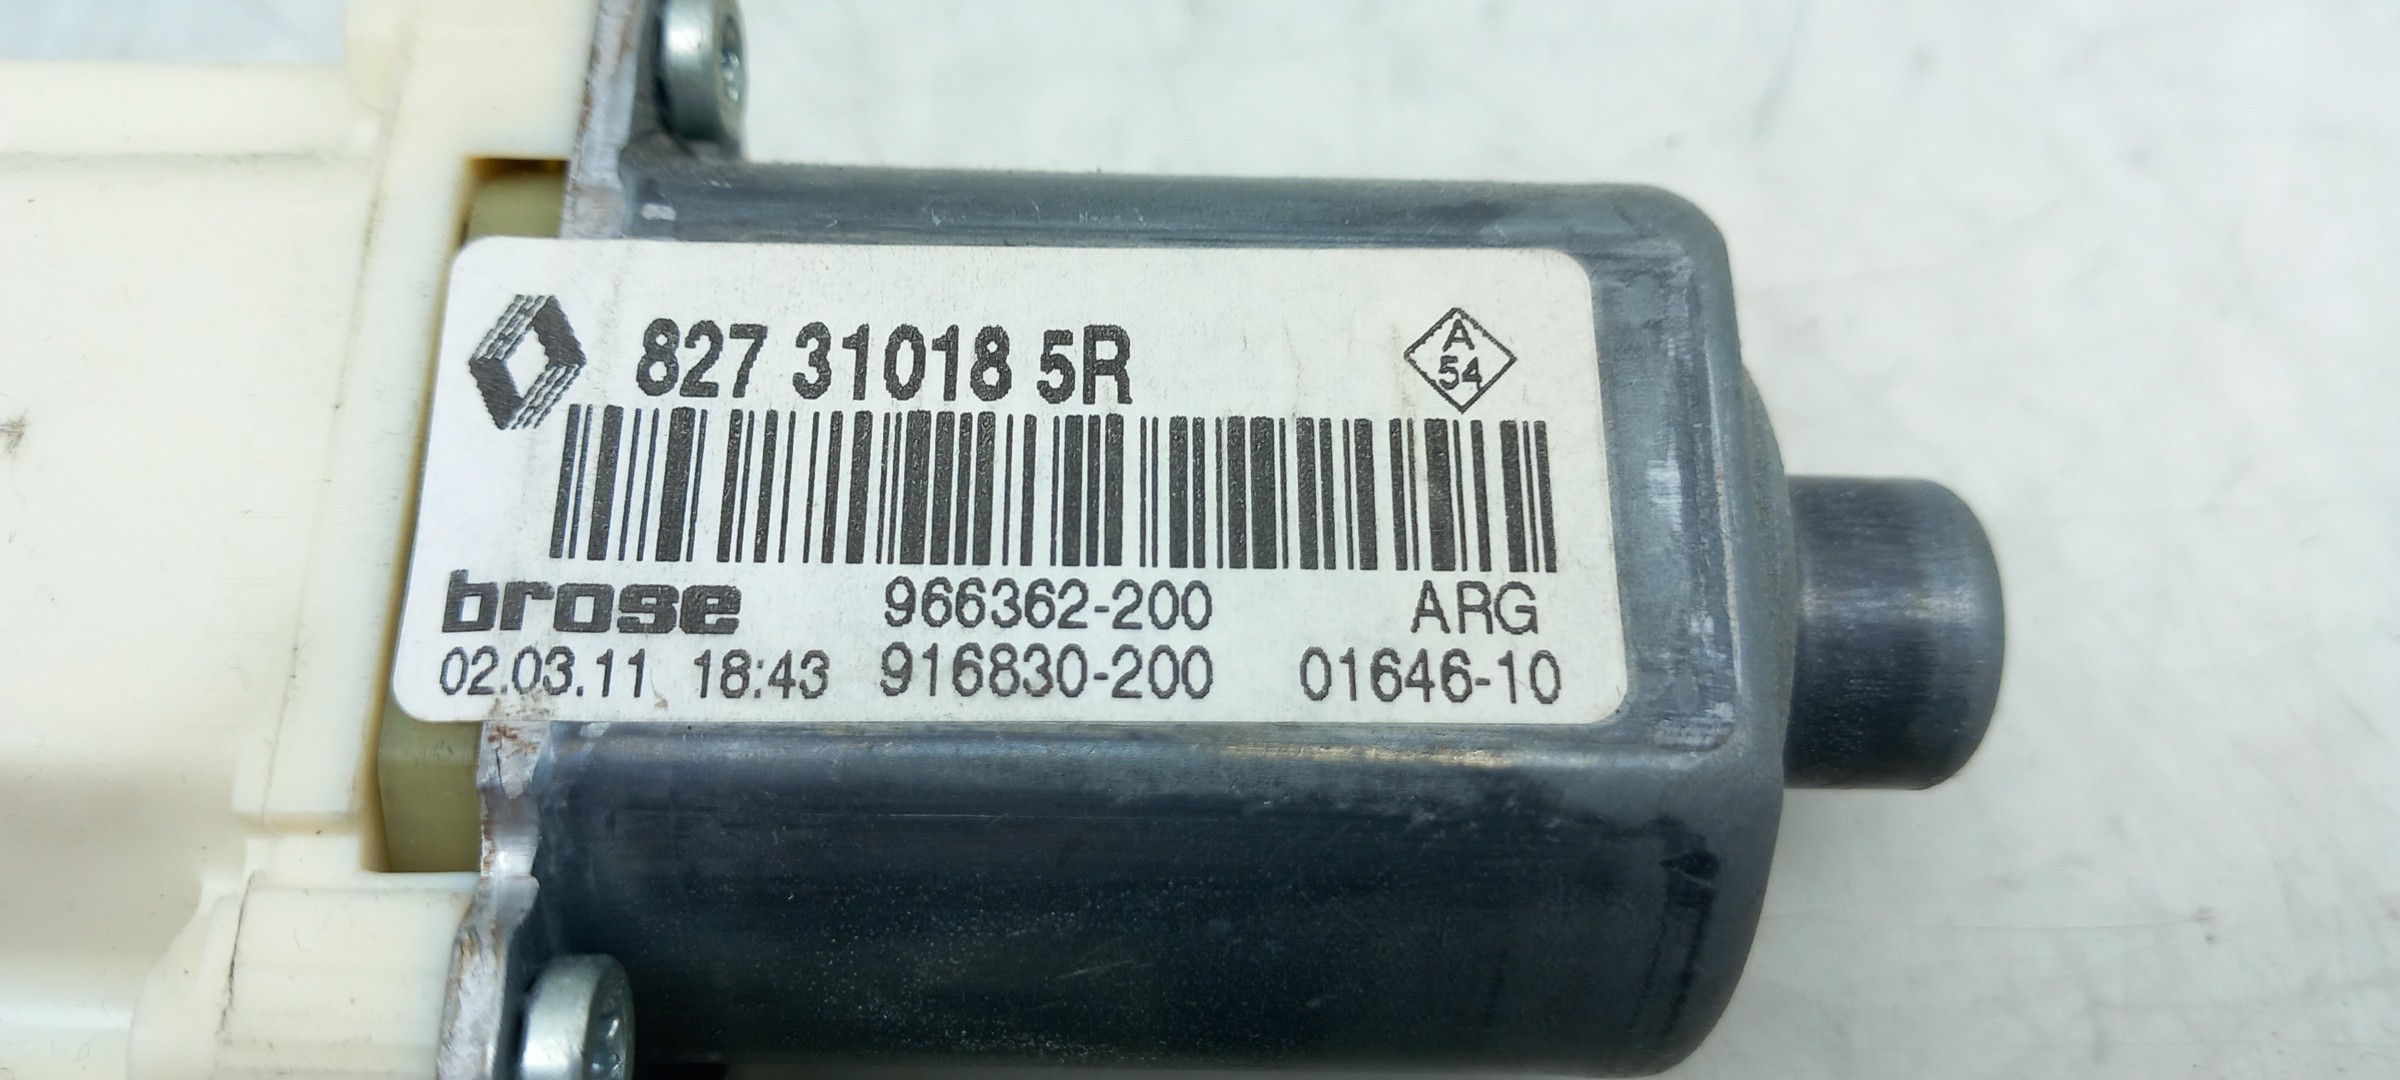 827 31018 5R
A
54
brose 966362-200 ARG
02.03.11 18:43 916830-200 01646-10